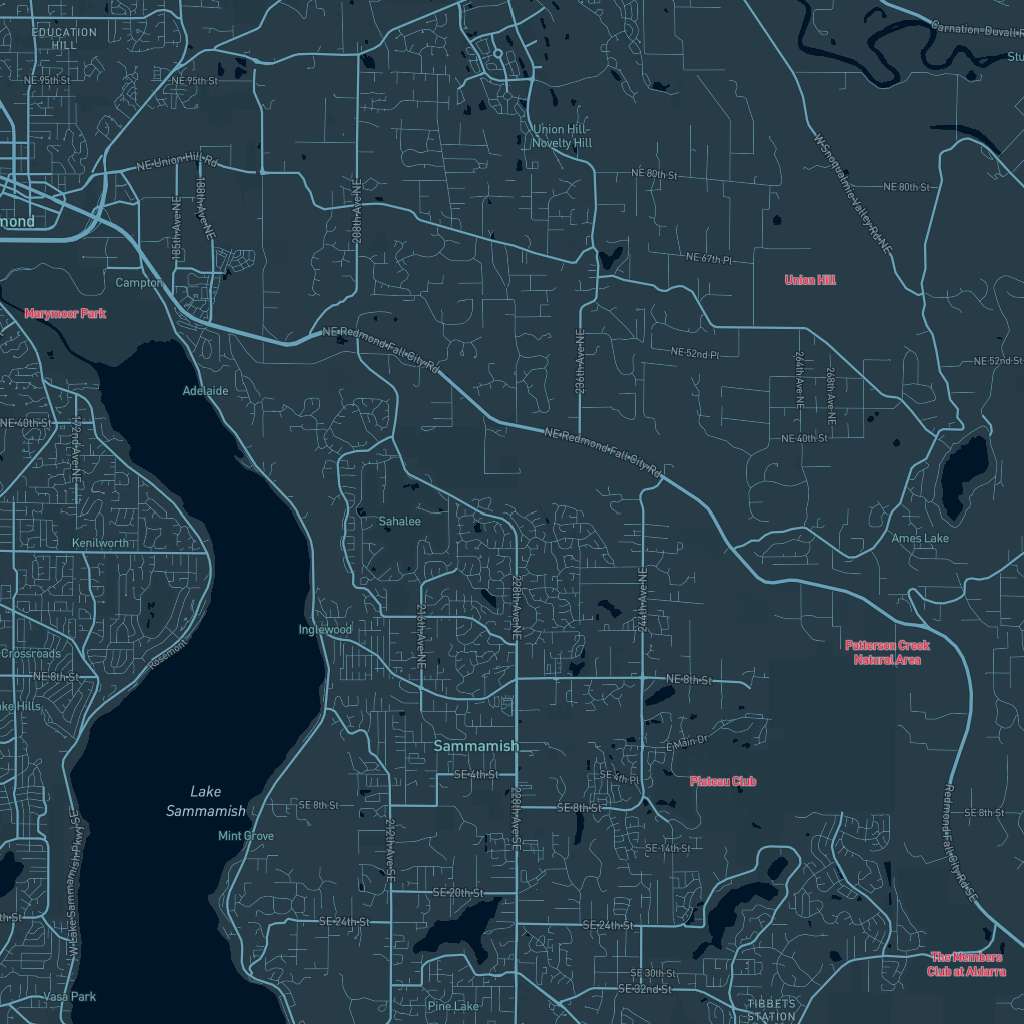 EDUCATION
HILL
Carnation-Duvall R
Stu
NE 95th St
NE 95th St
Union Hill-
Novelty Hill
W Snoqualmie Valley Rd NE
NE Union Hill Rd
NE 80th St
NE 80th St
188th Ave NE
185th Ave NE
208th Ave NE
mond
NE 67th Pl
Campton
Union Hill
Marymoor Park
NE Redmond Fall City Rd
NE 52nd Pl
NE 52nd St
236th Ave NE
264th Ave NE
268th Ave NE
Adelaide
NE 40th St
172nd Ave NE
NE Redmond Fall City Rd
NE 40th St
Sahalee
Kenilworth
Ames Lake
228th Ave NE
244th Ave NE
216th Ave NE
Inglewood
Rosemont
Crossroads
Patterson Creek
Natural Area
NE 8th St
NE 8th St
ake Hills
Sammamish
E Main Dr
SE 4th St
SE 4th Pl
Plateau Club
Lake
Sammamish
SE 8th St
SE 8th St
SE 8th St
Redmond Fall City Rd SE
228th Ave SE
212th Ave SE
Mint Grove
SE 14th St
W Lake Sammamish Pkwy SE
SE 20th St
th St
SE 24th St
SE 24th St
The Members
Club at Aldarra
SE 30th St
SE 32nd St
Vasa Park
Pine Lake
TIBBETS
STATION